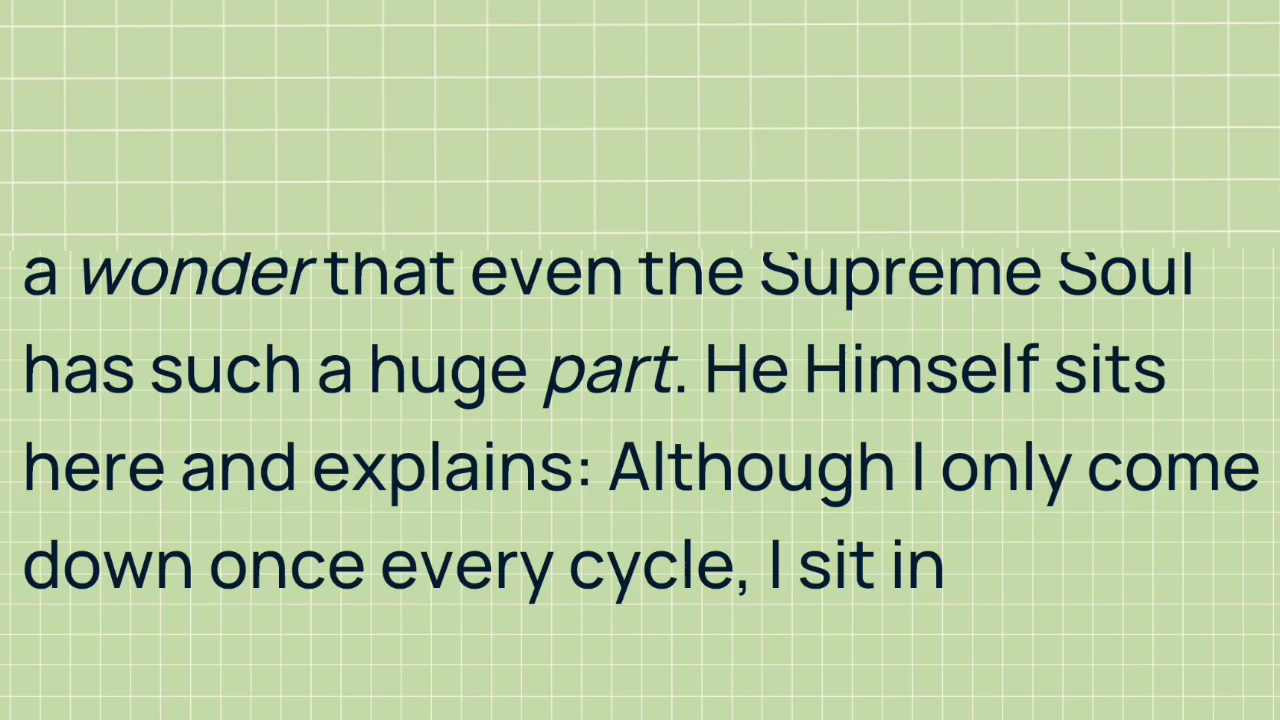 a wonder that even the Supreme Soul
has such a huge part. He Himself sits
here and explains: Although I only come
down once every cycle, I sit in